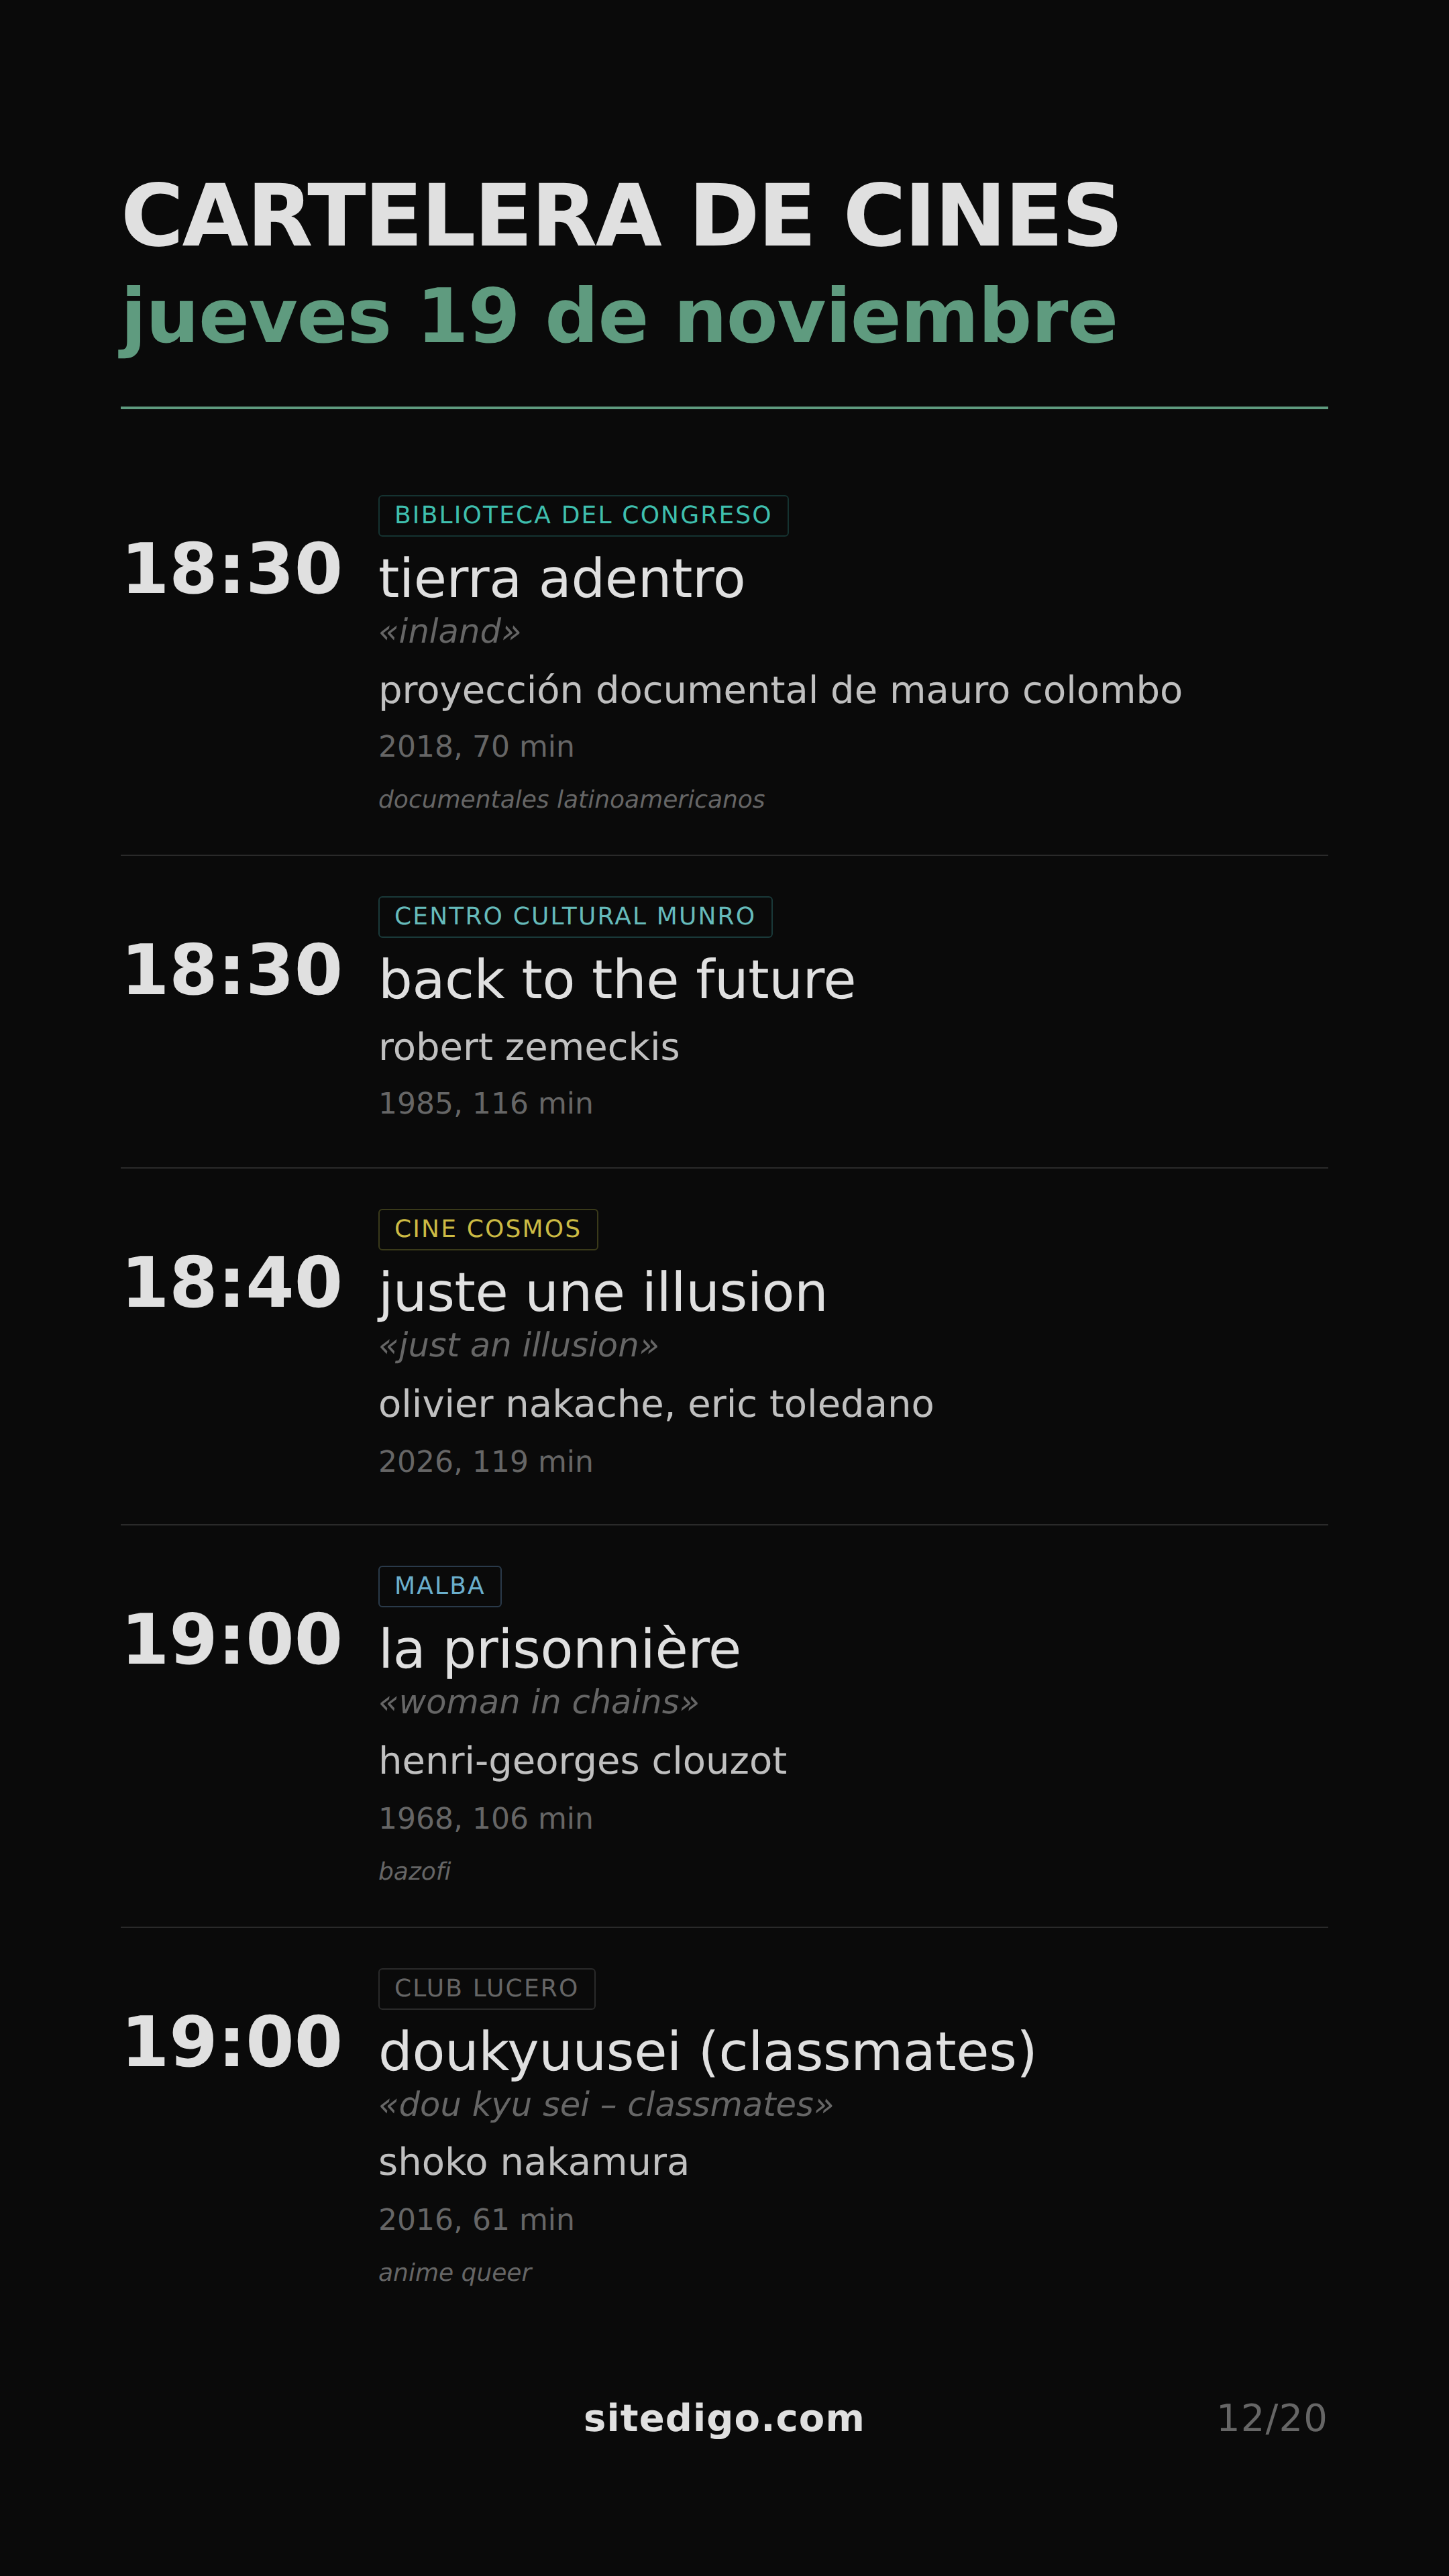 CARTELERA DE CINES
jueves 19 de noviembre
BIBLIOTECA DEL CONGRESO
18:30
tierra adentro
«inland»
proyección documental de mauro colombo
2018, 70 min
documentales latinoamericanos
CENTRO CULTURAL MUNRO
18:30
back to the future
robert zemeckis
1985, 116 min
CINE COSMOS
18:40
juste une illusion
«just an illusion»
olivier nakache, eric toledano
2026, 119 min
MALBA
19:00
la prisonnière
«woman in chains»
henri-georges clouzot
1968, 106 min
bazofi
CLUB LUCERO
19:00
doukyuusei (classmates)
«dou kyu sei – classmates»
shoko nakamura
2016, 61 min
anime queer
sitedigo.com
12/20